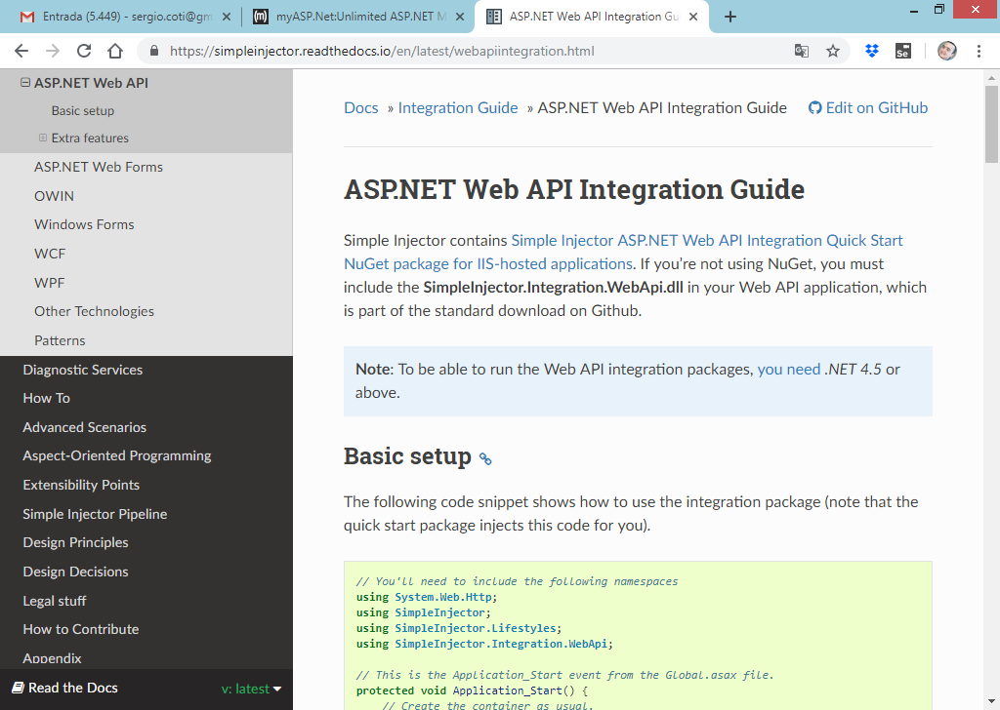 Entrada (5.449) - sergio.coti@gm
myASP.Net:Unlimited ASP.NET M
ASP.NET Web API Integration Gu
https://simpleinjector.readthedocs.io/en/latest/webapiintegration.html
Se
ASP.NET Web API
Basic setup
Extra features
ASP.NET Web Forms
OWIN
Windows Forms
WCF
WPF
Other Technologies
Patterns
Diagnostic Services
How To
Advanced Scenarios
Aspect-Oriented Programming
Extensibility Points
Simple Injector Pipeline
Design Principles
Design Decisions
Legal stuff
How to Contribute
Appendix
Read the Docs
v: latest
Docs » Integration Guide » ASP.NET Web API Integration Guide
Edit on GitHub
ASP.NET Web API Integration Guide
Simple Injector contains Simple Injector ASP.NET Web API Integration Quick Start
NuGet package for IIS-hosted applications. If you’re not using NuGet, you must
include the SimpleInjector.Integration.WebApi.dll in your Web API application, which
is part of the standard download on Github.
Note: To be able to run the Web API integration packages, you need .NET 4.5 or
above.
Basic setup
The following code snippet shows how to use the integration package (note that the
quick start package injects this code for you).
// You'll need to include the following namespaces
using System.Web.Http;
using SimpleInjector;
using SimpleInjector.Lifestyles;
using SimpleInjector.Integration.WebApi;
// This is the Application_Start event from the Global.asax file.
protected void Application_Start() {
// Create the container as usual.